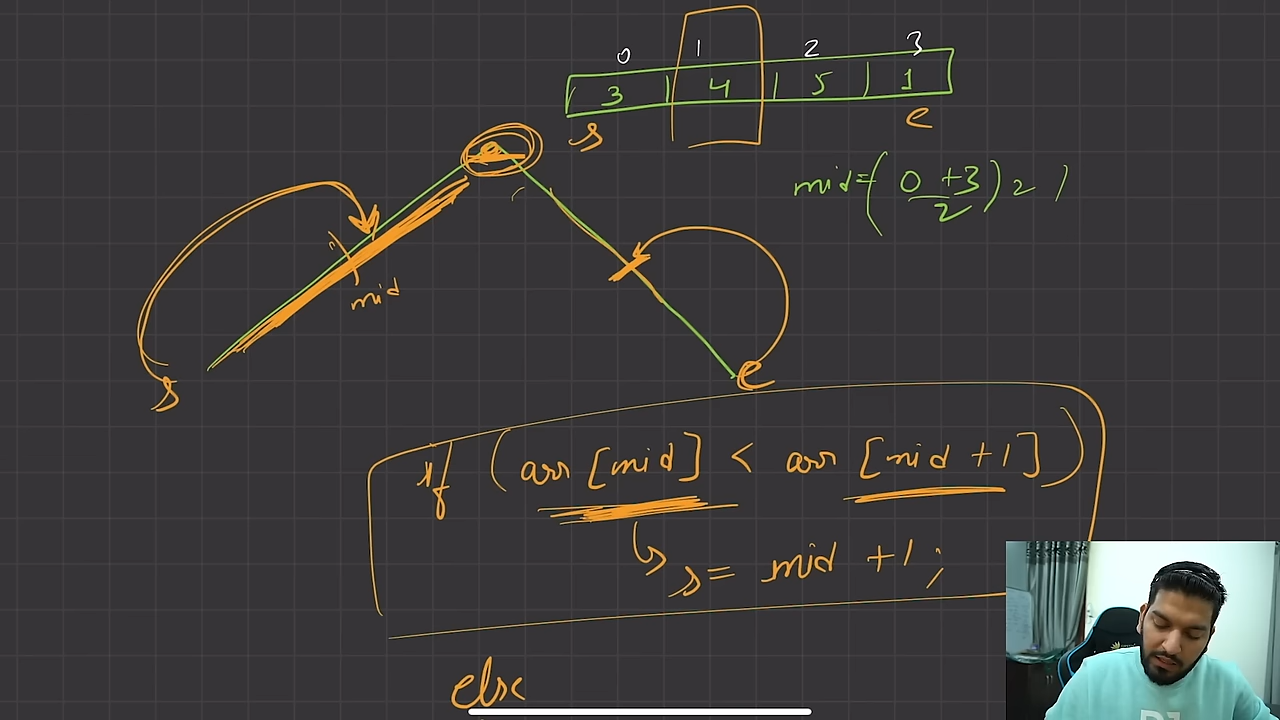 0 1 2 3
3 4 5 1
s e
mid = (0 + 3 / 2) = 1
mid
s e
if (arr [mid] < arr [mid + 1])
s = mid + 1;
else